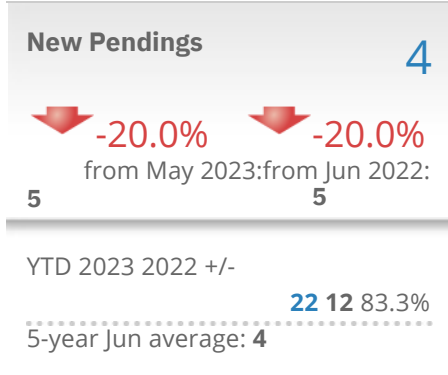 New Pendings
4
-20.0% -20.0%
from May 2023:from Jun 2022:
5 5
YTD 2023 2022 +/-
22 12 83.3%
5-year Jun average: 4